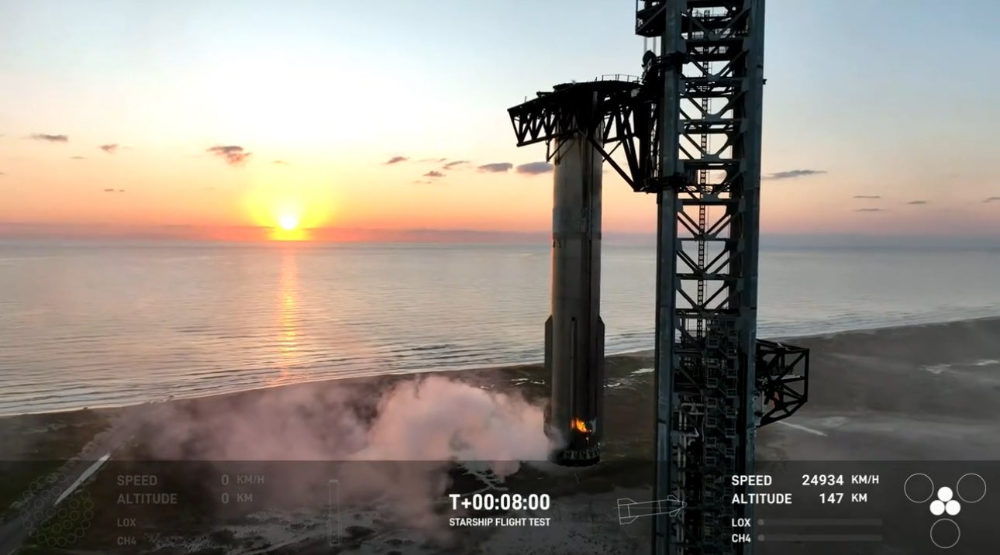 SPEED 0 KM/H
ALTITUDE 0 KM
LOX
CH4
T+00:08:00
STARSHIP FLIGHT TEST
SPEED 24934 KM/H
ALTITUDE 147 KM
LOX
CH4